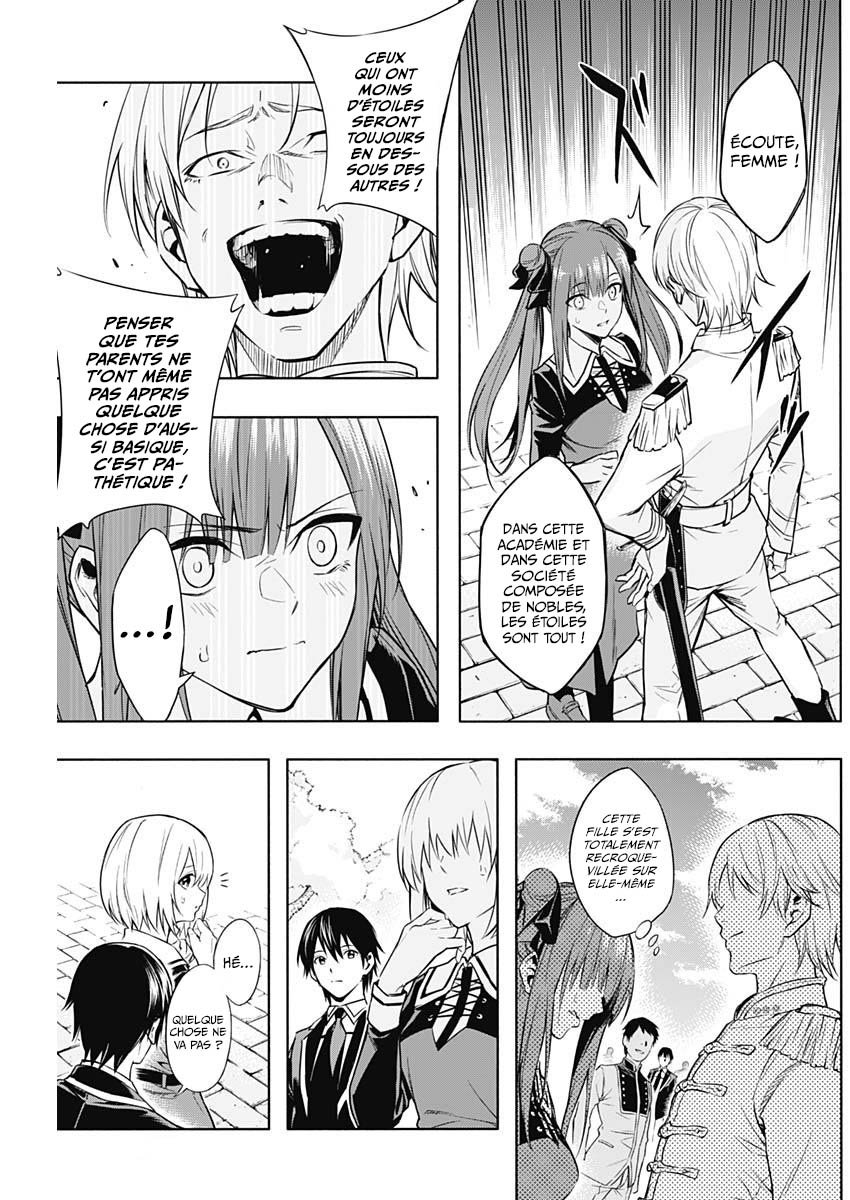 ÉCOUTE,
FEMME !
DANS CETTE
ACADÉMIE ET
DANS CETTE
SOCIÉTÉ
COMPOSÉE
DE NOBLES,
LES ÉTOILES
SONT TOUT !
CEUX
QUI ONT
MOINS
D'ÉTOILES
SERONT
TOUJOURS
EN DES-
SOUS DES
AUTRES !
PENSER
QUE TES
PARENTS NE
T'ONT MÊME
PAS APPRIS
QUELQUE
CHOSE D'AUS-
SI BASIQUE,
C'EST PA-
THÉTIQUE !
...!
CETTE
FILLE S'EST
TOTALEMENT
RECROQUE-
VILLÉE SUR
ELLE-MÊME
...
HÉ...
QUELQUE
CHOSE NE
VA PAS ?